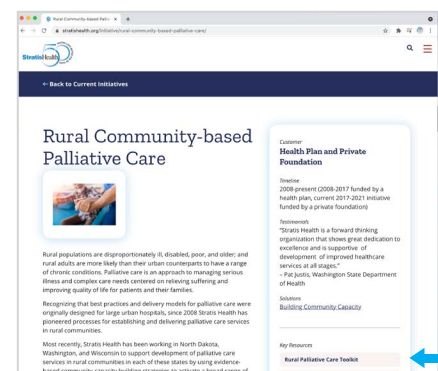 Rural Community-Based Pallia
stratishealth.org/initiative/rural-community-based-palliative-care/
StratisHealth
← Back to Current Initiatives
Rural Community-based
Palliative Care
Rural populations are disproportionately ill, disabled, poor, and older; and
rural adults are more likely than their urban counterparts to have a range
of chronic conditions. Palliative care is an approach to managing serious
illness and complex care needs centered on relieving suffering and
improving quality of life for patients and their families.
Recognizing that best practices and delivery models for palliative care were
originally designed for large urban hospitals, since 2008 Stratis Health has
pioneered processes for establishing and delivering palliative care services
in rural communities.
Most recently, Stratis Health has been working in North Dakota,
Washington, and Wisconsin to support development of palliative care
services in rural communities in each of these states by using evidence-
based community capacity building strategies to activate a broad range of
Customer
Health Plan and Private
Foundation
Timeline
2008-present (2008-2017 funded by a
health plan, current 2017-2021 initiative
funded by a private foundation)
Testimonials
“Stratis Health is a forward thinking
organization that shows great dedication to
excellence and is supportive of
development of improved healthcare
services at all stages.”
– Pat Justis, Washington State Department
of Health
Solutions
Building Community Capacity
Key Resources
Rural Palliative Care Toolkit